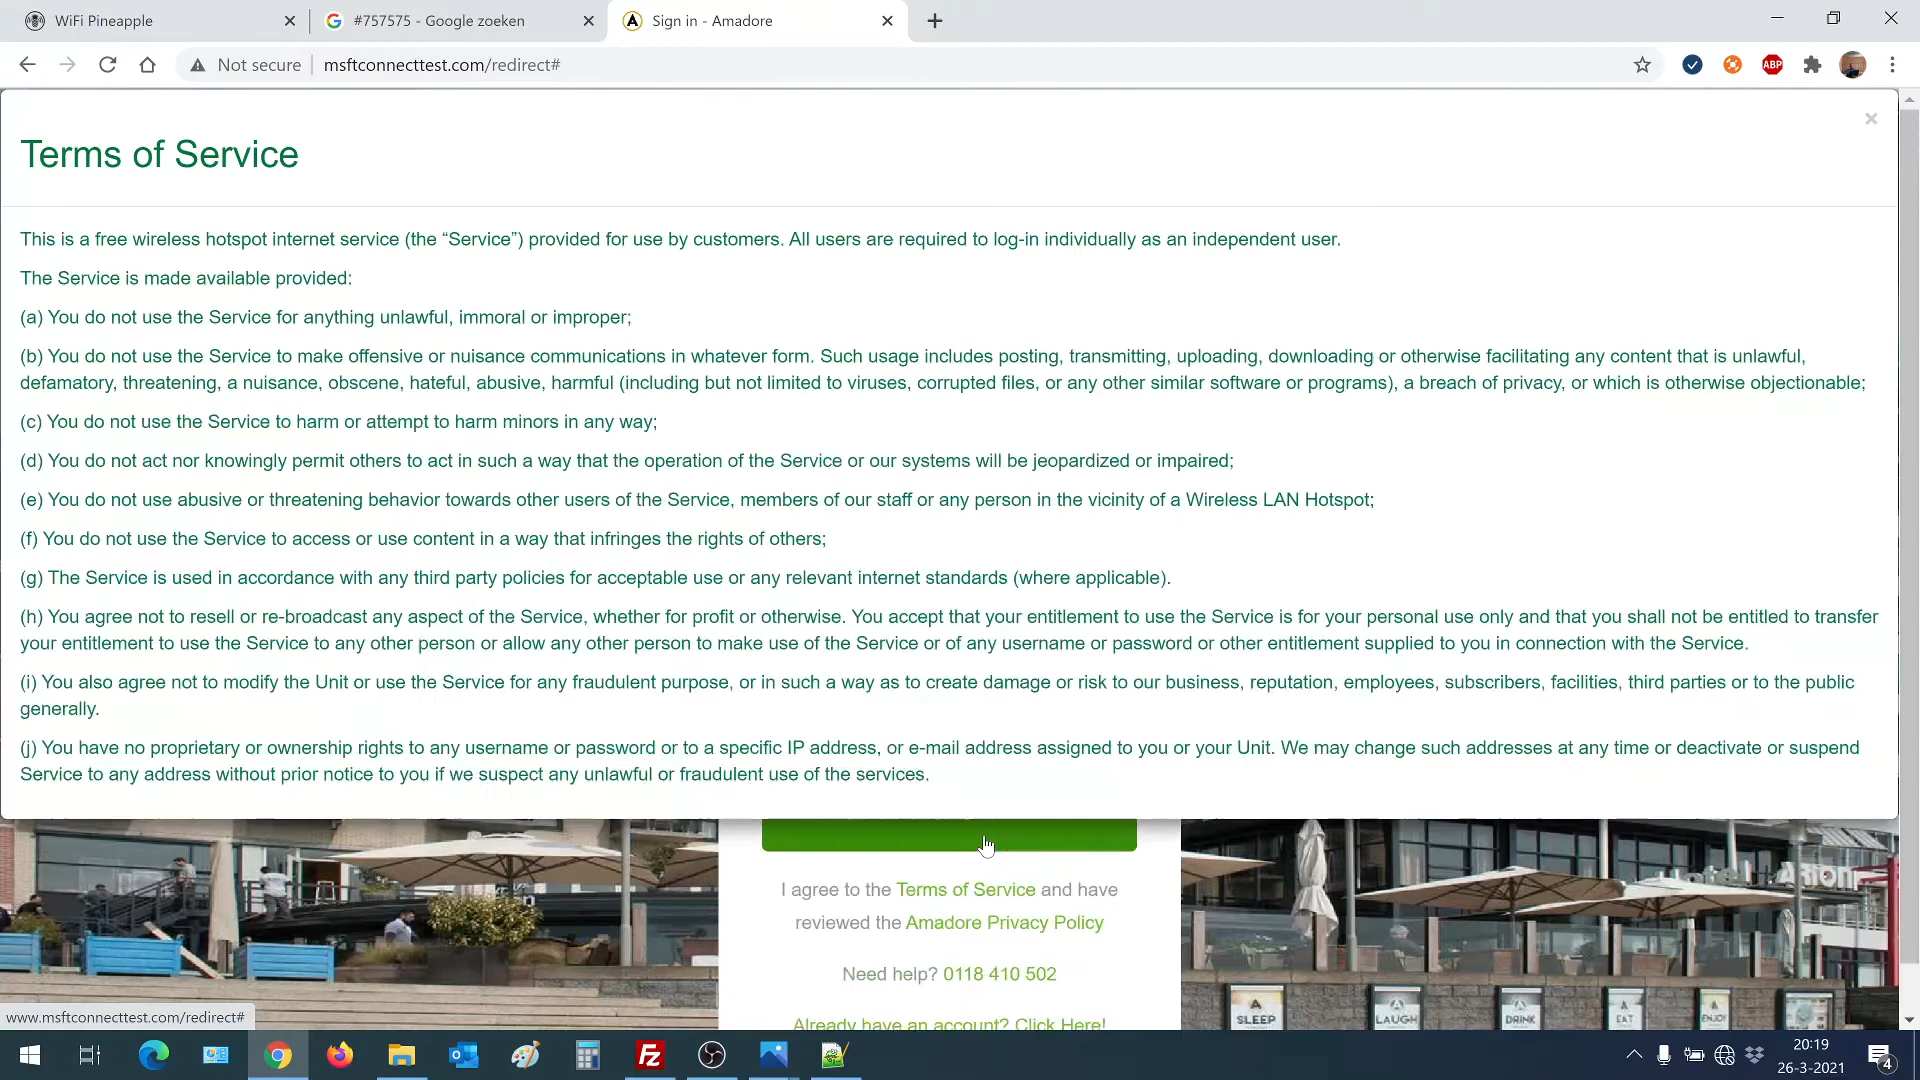 WiFi Pineapple
#757575 - Google zoeken
Sign in - Amadore
Not secure
msftconnecttest.com/redirect#
ABP
Terms of Service
This is a free wireless hotspot internet service (the “Service”) provided for use by customers. All users are required to log-in individually as an independent user.
The Service is made available provided:
(a) You do not use the Service for anything unlawful, immoral or improper;
(b) You do not use the Service to make offensive or nuisance communications in whatever form. Such usage includes posting, transmitting, uploading, downloading or otherwise facilitating any content that is unlawful,
defamatory, threatening, a nuisance, obscene, hateful, abusive, harmful (including but not limited to viruses, corrupted files, or any other similar software or programs), a breach of privacy, or which is otherwise objectionable;
(c) You do not use the Service to harm or attempt to harm minors in any way;
(d) You do not act nor knowingly permit others to act in such a way that the operation of the Service or our systems will be jeopardized or impaired;
(e) You do not use abusive or threatening behavior towards other users of the Service, members of our staff or any person in the vicinity of a Wireless LAN Hotspot;
(f) You do not use the Service to access or use content in a way that infringes the rights of others;
(g) The Service is used in accordance with any third party policies for acceptable use or any relevant internet standards (where applicable).
(h) You agree not to resell or re-broadcast any aspect of the Service, whether for profit or otherwise. You accept that your entitlement to use the Service is for your personal use only and that you shall not be entitled to transfer
your entitlement to use the Service to any other person or allow any other person to make use of the Service or of any username or password or other entitlement supplied to you in connection with the Service.
(i) You also agree not to modify the Unit or use the Service for any fraudulent purpose, or in such a way as to create damage or risk to our business, reputation, employees, subscribers, facilities, third parties or to the public
generally.
(j) You have no proprietary or ownership rights to any username or password or to a specific IP address, or e-mail address assigned to you or your Unit. We may change such addresses at any time or deactivate or suspend
Service to any address without prior notice to you if we suspect any unlawful or fraudulent use of the services.
I agree to the Terms of Service and have
reviewed the Amadore Privacy Policy
Need help? 0118 410 502
Already have an account? Click Here!
Hotel Arion
SLEEP
LAUGH
DRINK
EAT
ENJOY
www.msftconnecttest.com/redirect#
20:19
26-3-2021
4